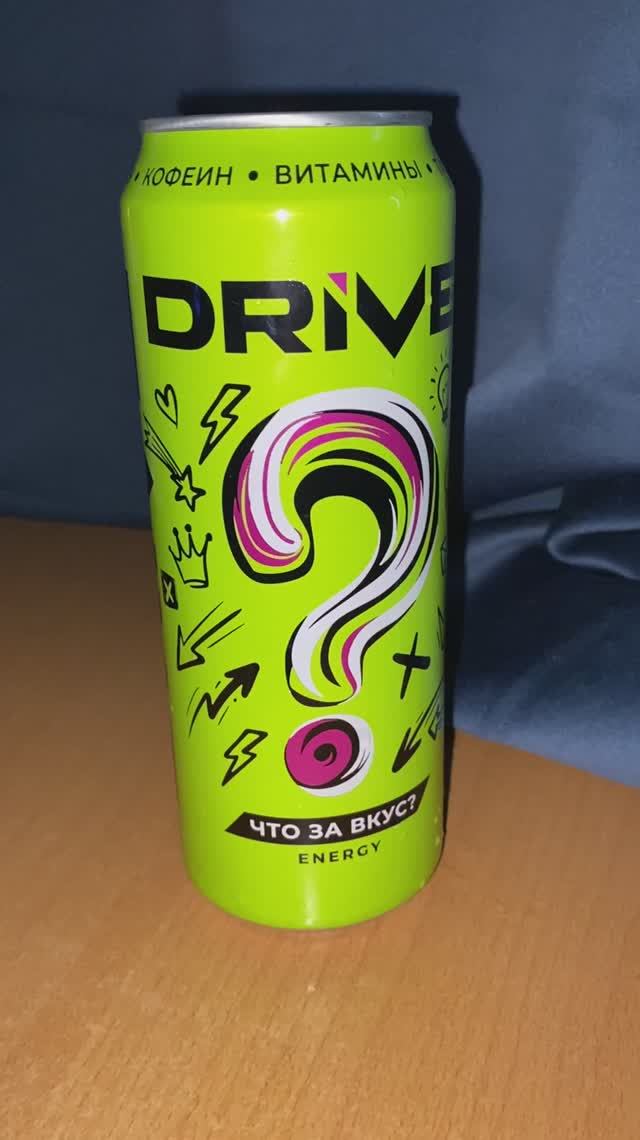 • КОФЕИН • ВИТАМИНЫ •
DRIVE
ЧТО ЗА ВКУС?
ENERGY